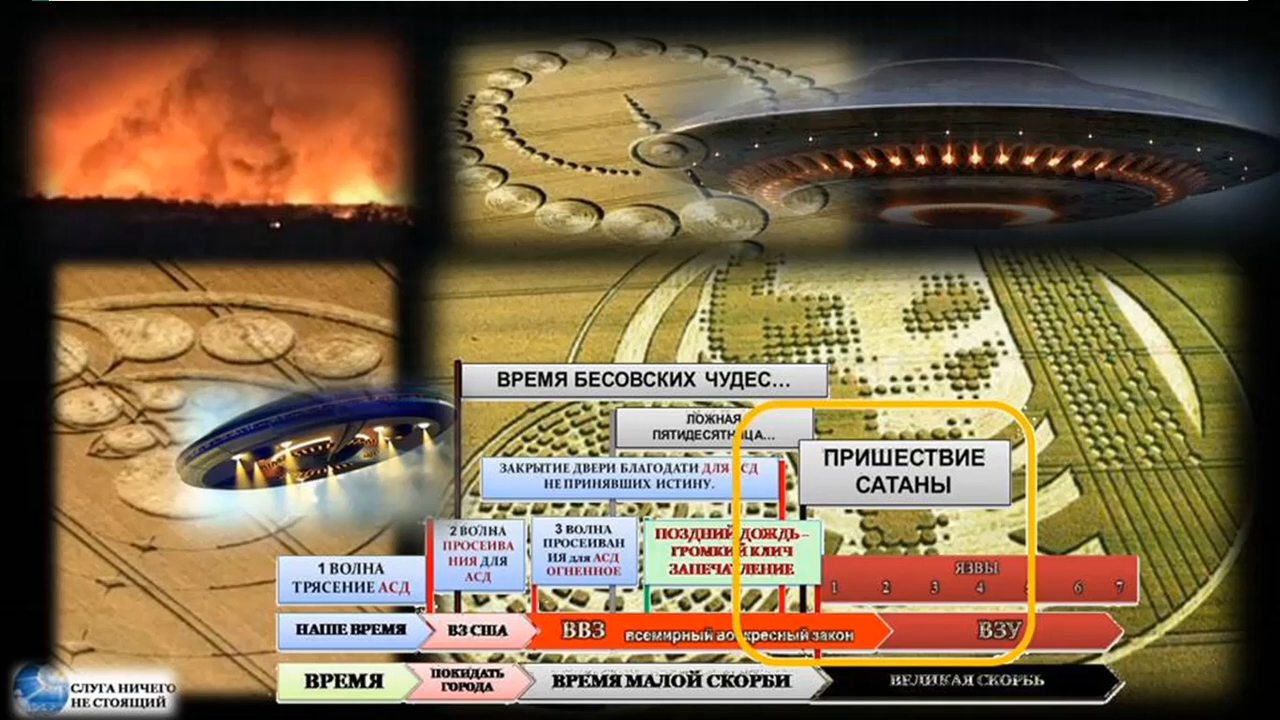 ВРЕМЯ БЕСОВСКИХ ЧУДЕС...
ЛОЖНАЯ
ПЯТИДЕСЯТНИЦА...
ЗАКРЫТИЕ ДВЕРИ БЛАГОДАТИ ДЛЯ АСД
НЕ ПРИНЯВШИХ ИСТИНУ.
ПРИШЕСТВИЕ
САТАНЫ
1 ВОЛНА
ТРЯСЕНИЕ АСД
2 ВОЛНА
ПРОСЕИВА
НИЯ ДЛЯ
АСД
3 ВОЛНА
ПРОСЕИВАН
ИЯ для АСД
ОГНЕННОЕ
ПОЗДНИЙ ДОЖДЬ–
ГРОМКИЙ КЛИЧ
ЗАПЕЧАТЛЕНИЕ
ЯЗВЫ
1 2 3 4 5 6 7
НАШЕ ВРЕМЯ
ВЗ США
ВВЗ всемирный воскресный закон
ВЗУ
ВРЕМЯ
ПОКИДАТЬ
ГОРОДА
ВРЕМЯ МАЛОЙ СКОРБИ
ВЕЛИКАЯ СКОРБЬ
СЛУГА НИЧЕГО
НЕ СТОЯЩИЙ